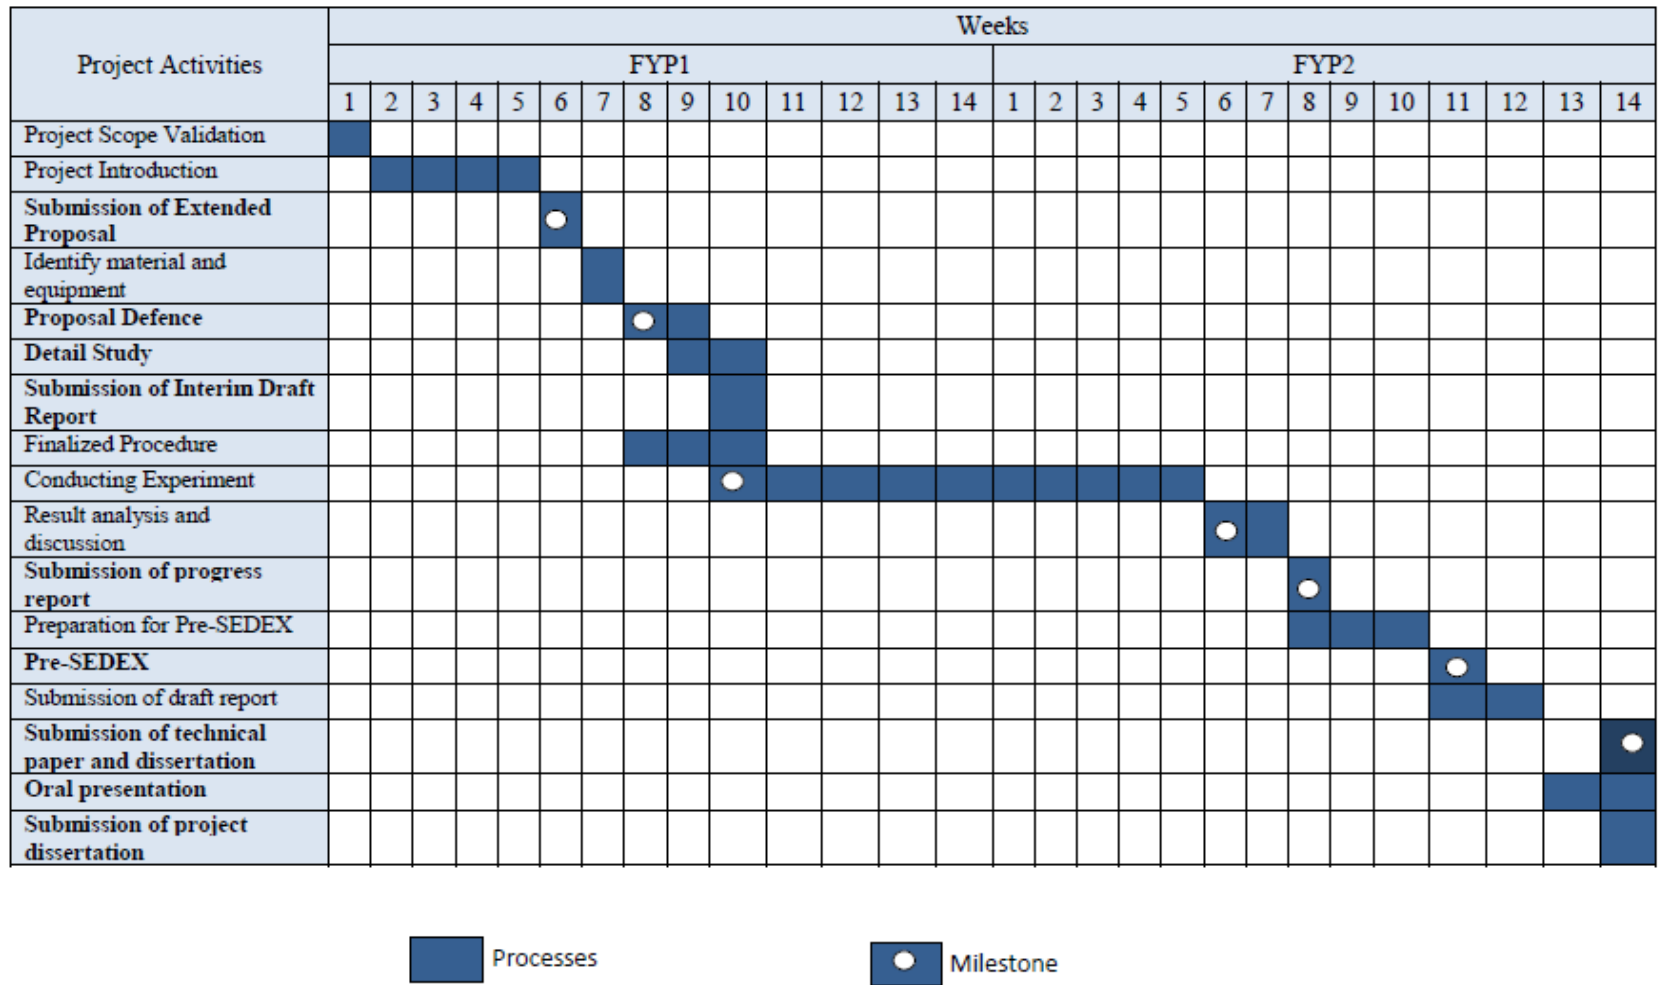 Weeks
Project Activities
FYP1 FYP2
1 2 3 4 5 6 7 8 9 10 11 12 13 14 1 2 3 4 5 6 7 8 9 10 11 12 13 14
Project Scope Validation
Project Introduction
Submission of Extended
Proposal
Identify material and
equipment
Proposal Defence
Detail Study
Submission of Interim Draft
Report
Finalized Procedure
Conducting Experiment
Result analysis and
discussion
Submission of progress
report
Preparation for Pre-SEDEX
Pre-SEDEX
Submission of draft report
Submission of technical
paper and dissertation
Oral presentation
Submission of project
dissertation
Processes
Milestone